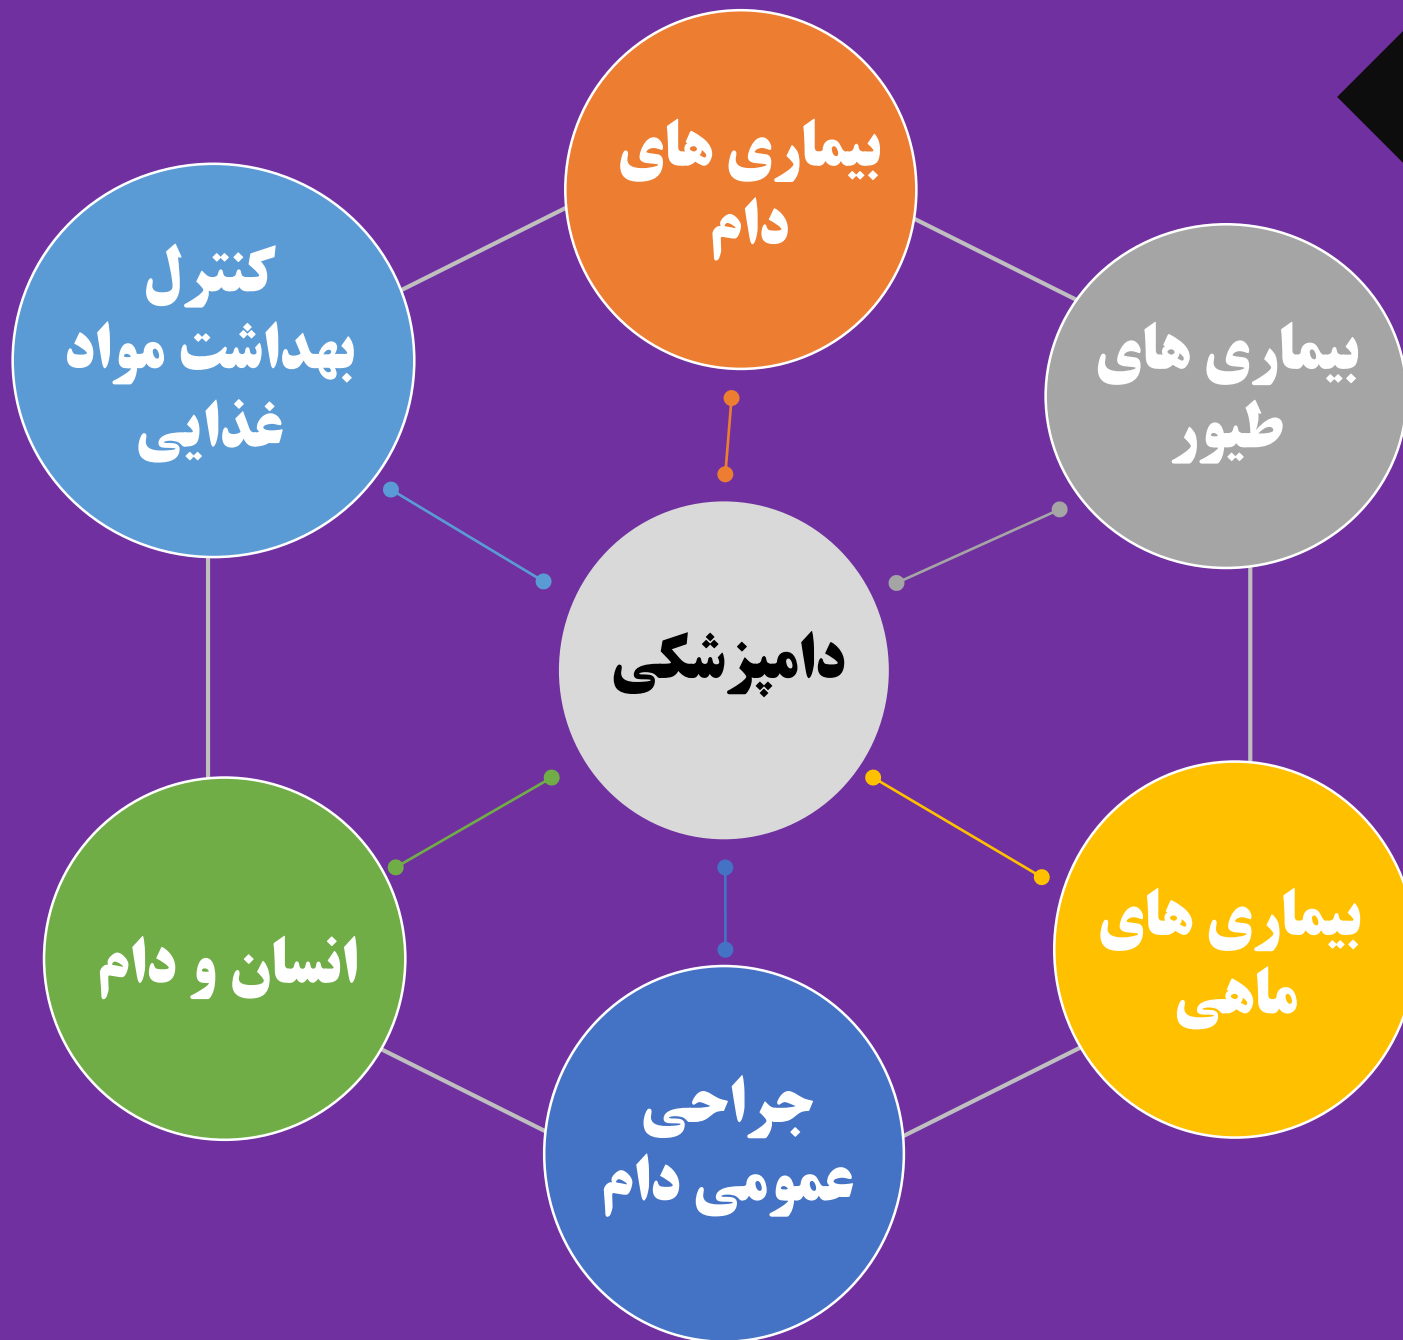 بیماری های
دام
بیماری های
طیور
بیماری های
ماهی
جراحی
عمومی دام
انسان و دام
کنترل
بهداشت مواد
غذایی
دامپزشکی